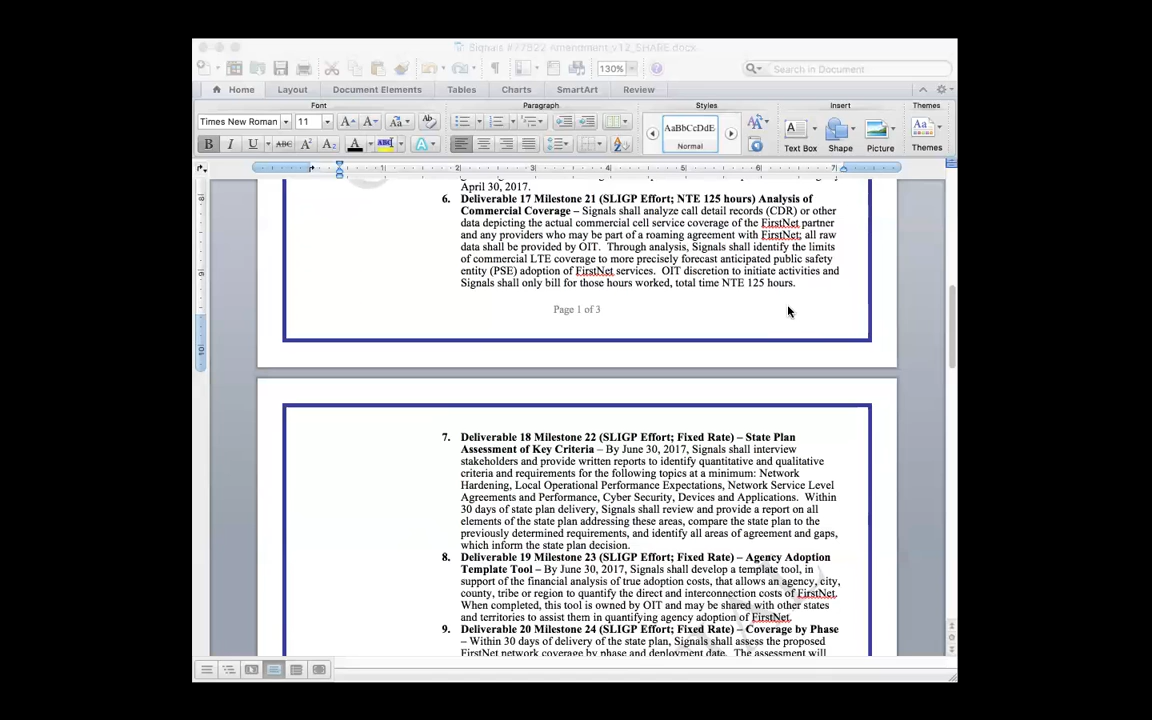 Signals #77822 Amendment v12_SHARE.docx
130%
Search in Document
Home Layout Document Elements Tables Charts SmartArt Review
Font Paragraph Styles Insert Themes
Times New Roman 11 A A Aa AaBbCcDdE Aa
B I U ABC A² A₂ A ABC A Normal Text Box Shape Picture Themes
1 2 3 4 5 6 7
April 30, 2017.
6. Deliverable 17 Milestone 21 (SLIGP Effort; NTE 125 hours) Analysis of
Commercial Coverage – Signals shall analyze call detail records (CDR) or other
data depicting the actual commercial cell service coverage of the FirstNet partner
and any providers who may be part of a roaming agreement with FirstNet; all raw
data shall be provided by OIT. Through analysis, Signals shall identify the limits
of commercial LTE coverage to more precisely forecast anticipated public safety
entity (PSE) adoption of FirstNet services. OIT discretion to initiate activities and
Signals shall only bill for those hours worked, total time NTE 125 hours.
Page 1 of 3
7. Deliverable 18 Milestone 22 (SLIGP Effort; Fixed Rate) – State Plan
Assessment of Key Criteria – By June 30, 2017, Signals shall interview
stakeholders and provide written reports to identify quantitative and qualitative
criteria and requirements for the following topics at a minimum: Network
Hardening, Local Operational Performance Expectations, Network Service Level
Agreements and Performance, Cyber Security, Devices and Applications. Within
30 days of state plan delivery, Signals shall review and provide a report on all
elements of the state plan addressing these areas, compare the state plan to the
previously determined requirements, and identify all areas of agreement and gaps,
which inform the state plan decision.
8. Deliverable 19 Milestone 23 (SLIGP Effort; Fixed Rate) – Agency Adoption
Template Tool – By June 30, 2017, Signals shall develop a template tool, in
support of the financial analysis of true adoption costs, that allows an agency, city,
county, tribe or region to quantify the direct and interconnection costs of FirstNet.
When completed, this tool is owned by OIT and may be shared with other states
and territories to assist them in quantifying agency adoption of FirstNet.
9. Deliverable 20 Milestone 24 (SLIGP Effort; Fixed Rate) – Coverage by Phase
– Within 30 days of delivery of the state plan, Signals shall assess the proposed
FirstNet network coverage by phase and deployment date. The assessment will